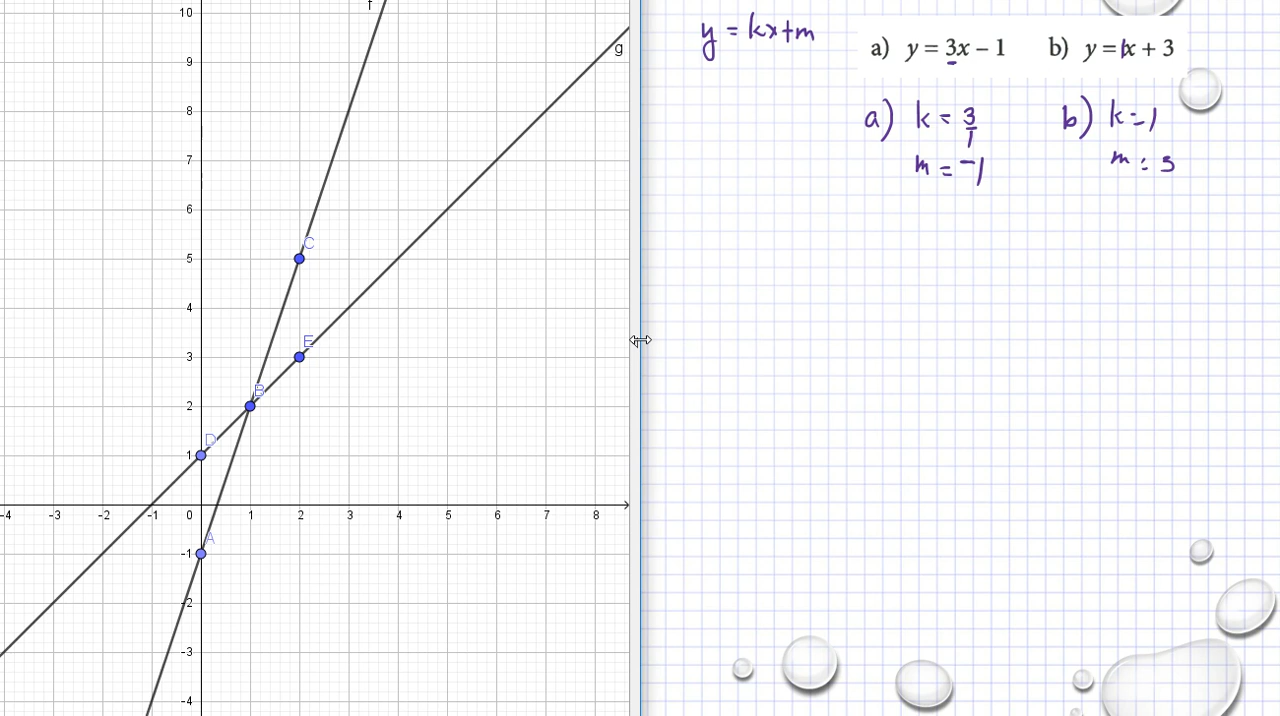 f
g
10
9
8
7
6
5
4
3
2
1
-1
-2
-3
-4
-4 -3 -2 -1 0 1 2 3 4 5 6 7 8
C
E
B
D
A
y = kx+m
a) y = 3x – 1 b) y = 1x + 3
a) k = 3/1 b) k = 1
m = -1 m = 3